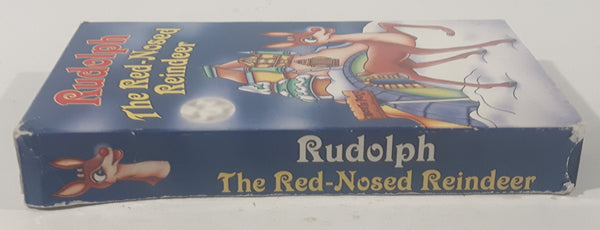 Rudolph
The Red-Nosed
Reindeer
Rudolph
The Red-Nosed Reindeer